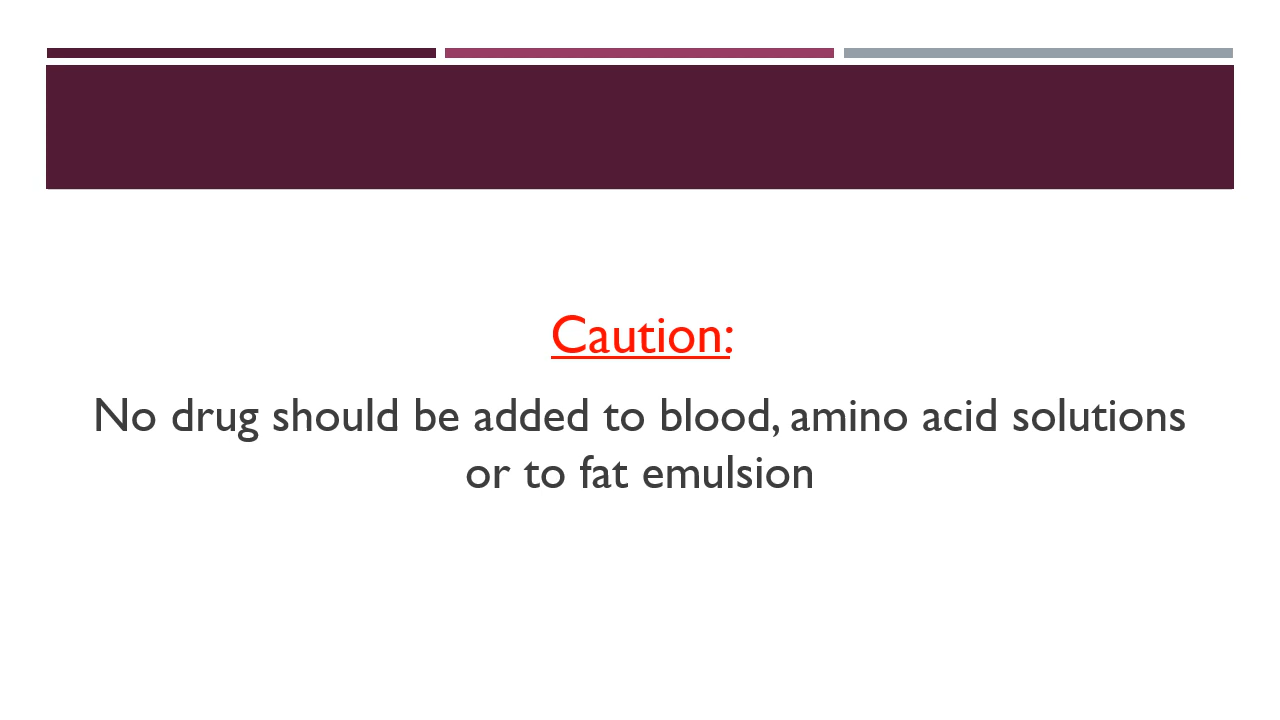 Caution:
No drug should be added to blood, amino acid solutions
or to fat emulsion